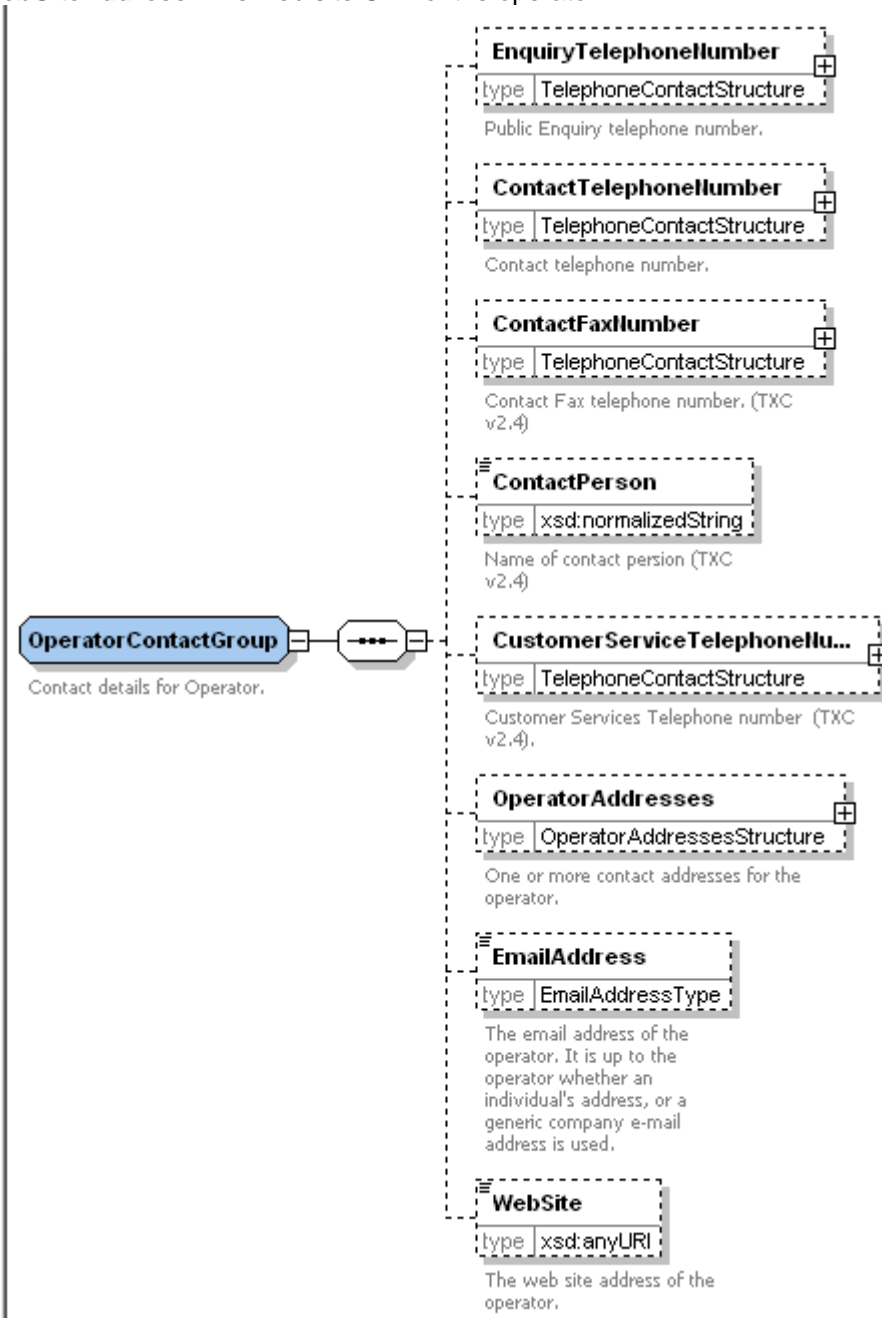 EnquiryTelephoneNumber
type TelephoneContactStructure
Public Enquiry telephone number.
ContactTelephoneNumber
type TelephoneContactStructure
Contact telephone number.
ContactFaxNumber
type TelephoneContactStructure
Contact Fax telephone number. (TXC
v2.4)
ContactPerson
type xsd:normalizedString
Name of contact persion (TXC
v2.4)
OperatorContactGroup
Contact details for Operator.
CustomerServiceTelephoneNu...
type TelephoneContactStructure
Customer Services Telephone number (TXC
v2.4).
OperatorAddresses
type OperatorAddressesStructure
One or more contact addresses for the
operator.
EmailAddress
type EmailAddressType
The email address of the
operator. It is up to the
operator whether an
individual's address, or a
generic company e-mail
address is used.
WebSite
type xsd:anyURI
The web site address of the
operator.